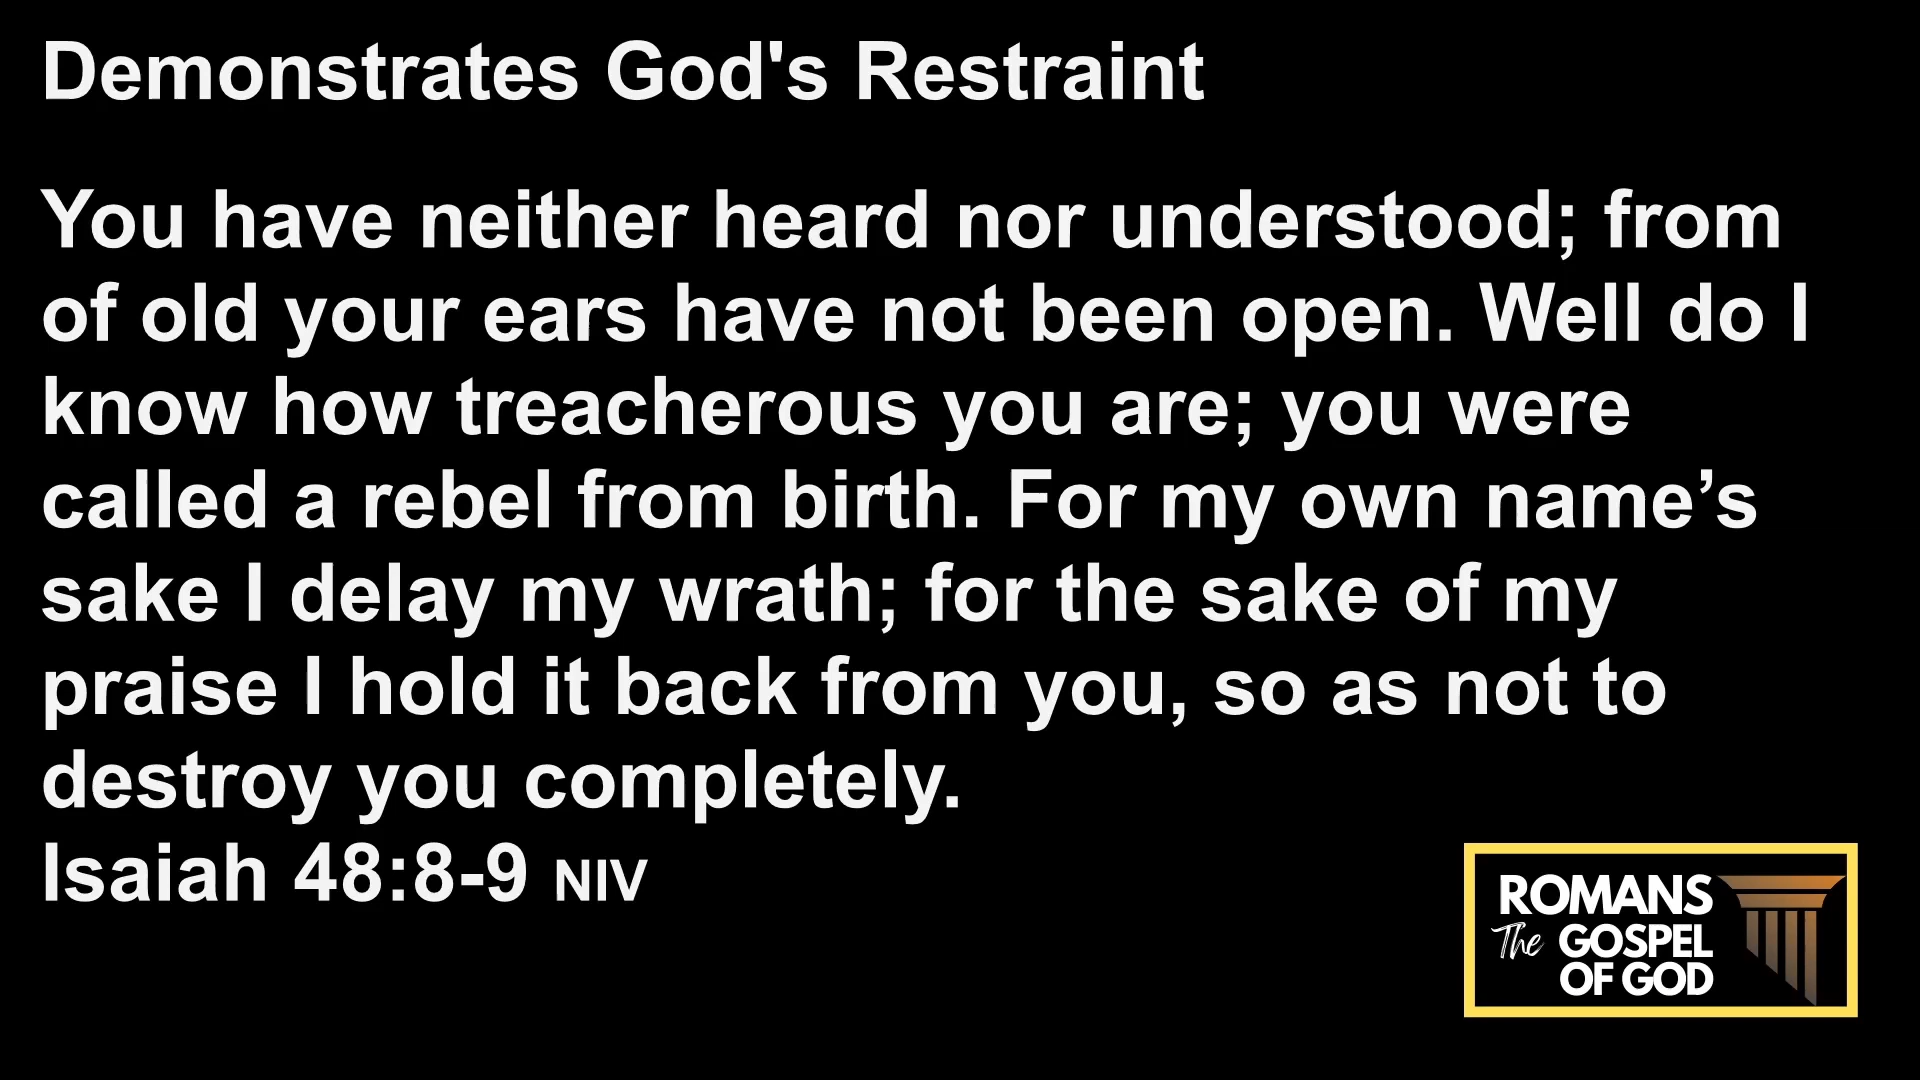 Demonstrates God's Restraint
You have neither heard nor understood; from
of old your ears have not been open. Well do I
know how treacherous you are; you were
called a rebel from birth. For my own name’s
sake I delay my wrath; for the sake of my
praise I hold it back from you, so as not to
destroy you completely.
Isaiah 48:8-9 NIV
ROMANS
The GOSPEL
OF GOD